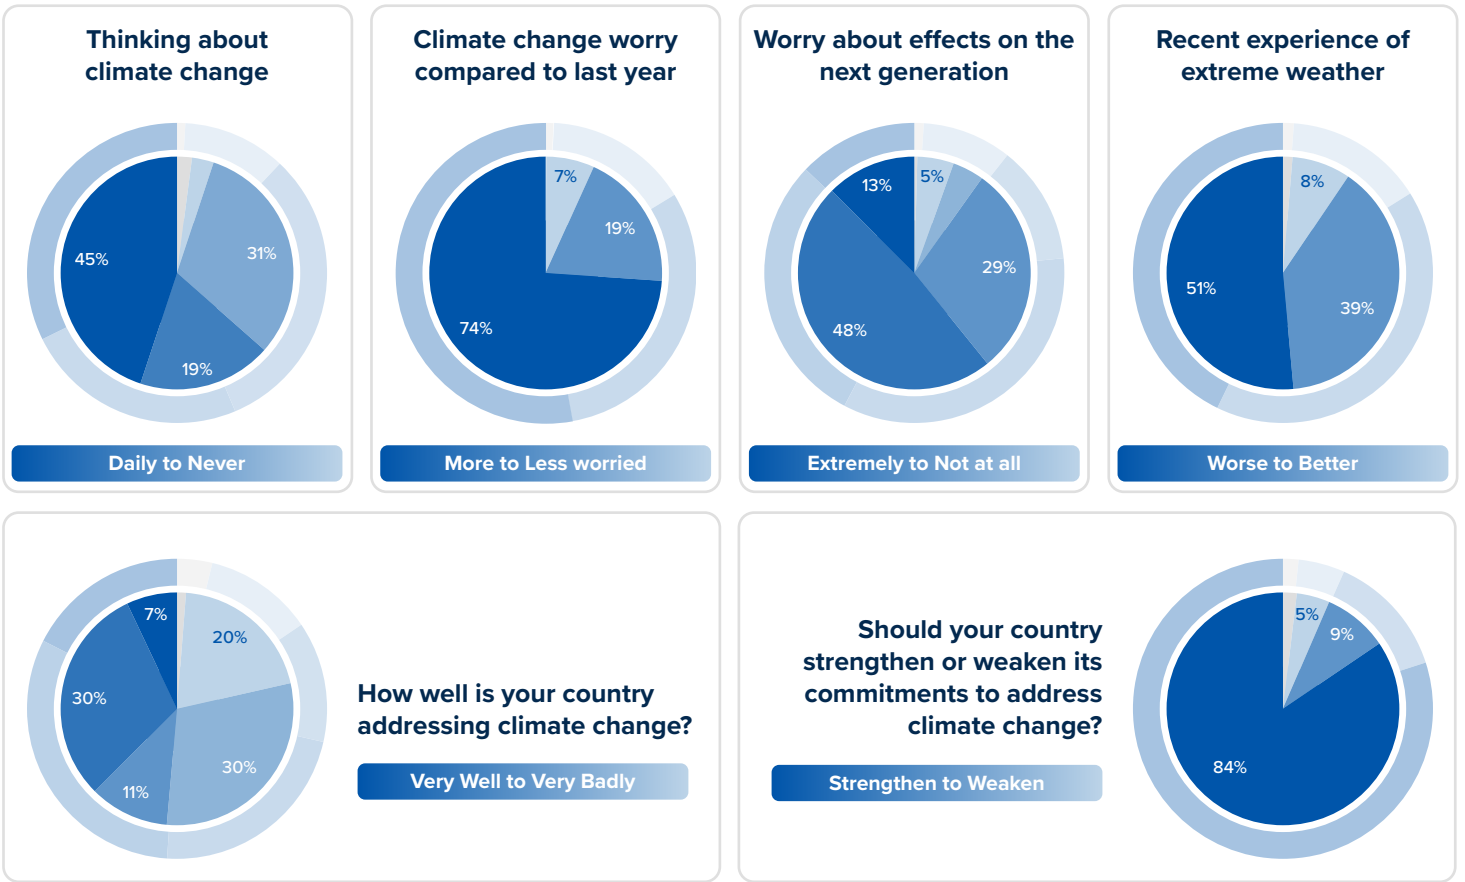 Thinking about
climate change
45%
31%
19%
Daily to Never
Climate change worry
compared to last year
7%
19%
74%
More to Less worried
Worry about effects on the
next generation
13%
5%
29%
48%
Extremely to Not at all
Recent experience of
extreme weather
8%
51%
39%
Worse to Better
7%
20%
30%
30%
11%
How well is your country
addressing climate change?
Very Well to Very Badly
Should your country
strengthen or weaken its
commitments to address
climate change?
Strengthen to Weaken
5%
9%
84%